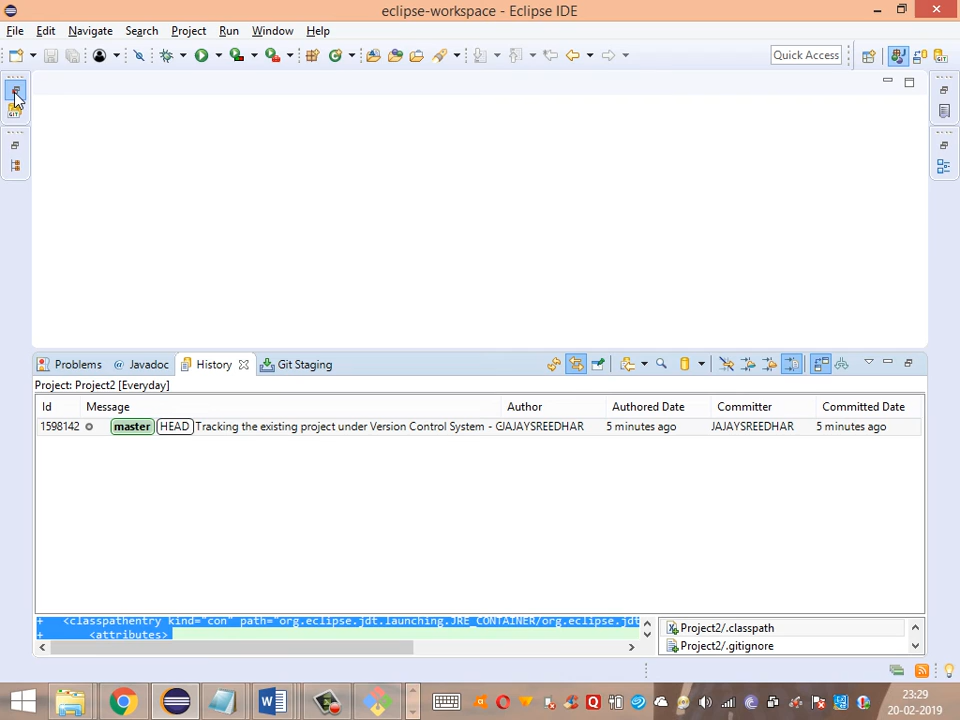 eclipse-workspace - Eclipse IDE
File Edit Navigate Search Project Run Window Help
Quick Access
GIT
GIT
Problems @ Javadoc History Git Staging
Project: Project2 [Everyday]
Id Message Author Authored Date Committer Committed Date
1598142 master HEAD Tracking the existing project under Version Control System - G JAJAYSREEDHAR 5 minutes ago JAJAYSREEDHAR 5 minutes ago
+ <classpathentry kind="con" path="org.eclipse.jdt.launching.JRE_CONTAINER/org.eclipse.jdt
+ <attributes>
Project2/.classpath
Project2/.gitignore
23:29
20-02-2019